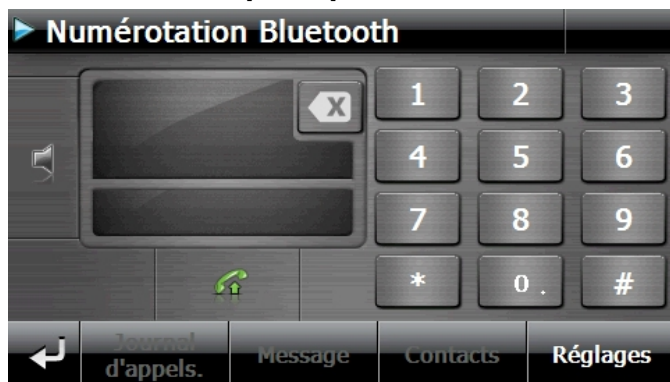 Numérotation Bluetooth
X
1 2 3
4 5 6
7 8 9
* 0 . #
Journal d'appels. Message Contacts Réglages